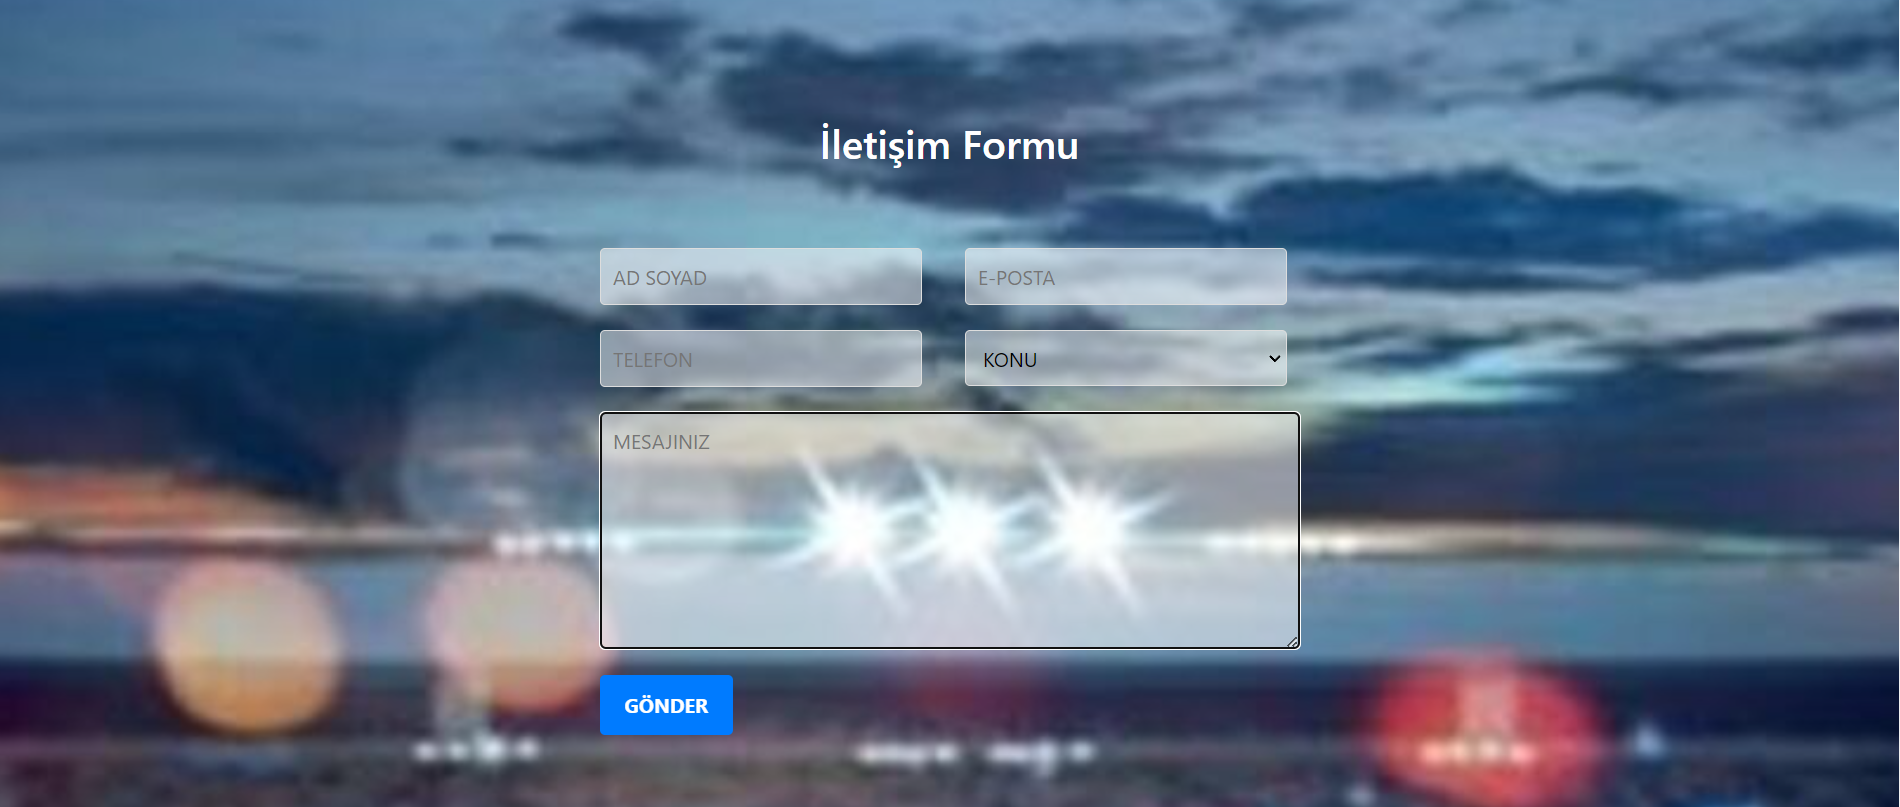 İletişim Formu
AD SOYAD
E-POSTA
TELEFON
KONU
MESAJINIZ
GÖNDER